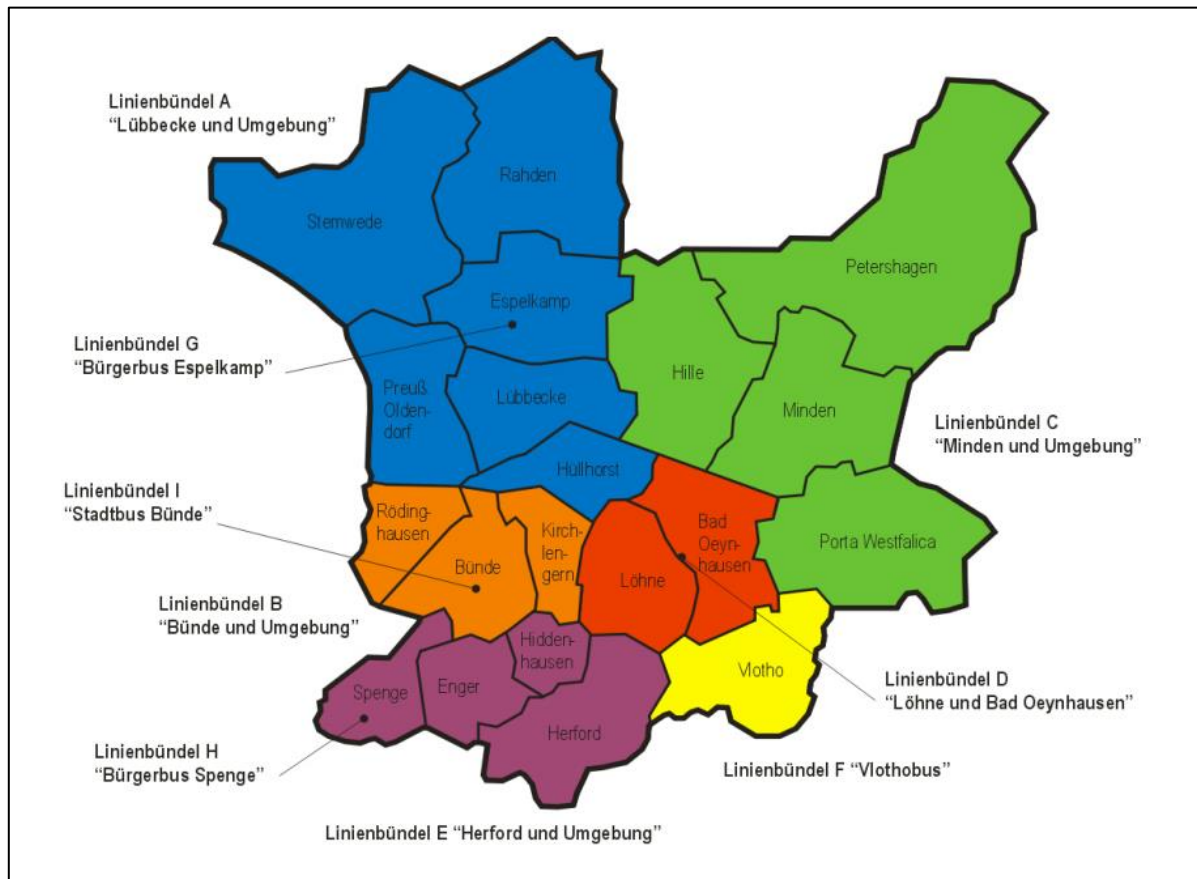 Linienbündel A
“Lübbecke und Umgebung”
Rahden
Stemwede
Petershagen
Espelkamp
Linienbündel G
“Bürgerbus Espelkamp”
Preuß.
Olden-
dorf
Lübbecke
Hille
Minden
Linienbündel C
“Minden und Umgebung”
Hüllhorst
Linienbündel I
“Stadtbus Bünde”
Röding-
hausen
Kirch-
lengern
Bünde
Bad
Oeyn-
hausen
Löhne
Porta Westfalica
Linienbündel B
“Bünde und Umgebung”
Hidden-
hausen
Spenge
Enger
Herford
Vlotho
Linienbündel D
“Löhne und Bad Oeynhausen”
Linienbündel H
“Bürgerbus Spenge”
Linienbündel F “Vlothobus”
Linienbündel E “Herford und Umgebung”